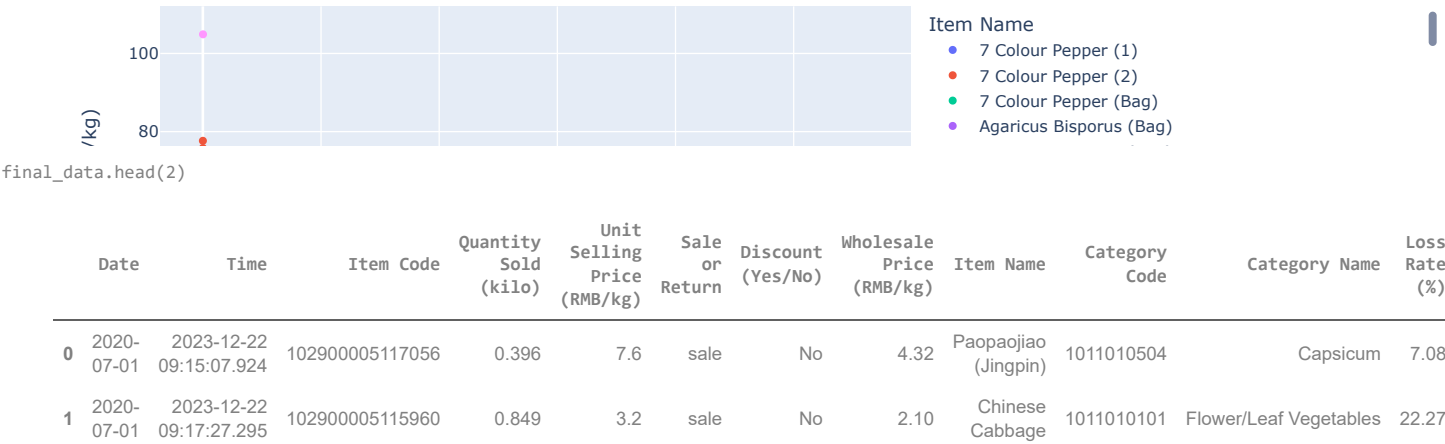 Item Name
100
7 Colour Pepper (1)
7 Colour Pepper (2)
7 Colour Pepper (Bag)
/kg)
80
Agaricus Bisporus (Bag)
final_data.head(2)
Date Time Item Code Quantity Sold (kilo) Unit Selling Price (RMB/kg) Sale or Return Discount (Yes/No) Wholesale Price (RMB/kg) Item Name Category Code Category Name Loss Rate (%)
0 2020-07-01 2023-12-22 09:15:07.924 102900005117056 0.396 7.6 sale No 4.32 Paopaojiao (Jingpin) 1011010504 Capsicum 7.08
1 2020-07-01 2023-12-22 09:17:27.295 102900005115960 0.849 3.2 sale No 2.10 Chinese Cabbage 1011010101 Flower/Leaf Vegetables 22.27